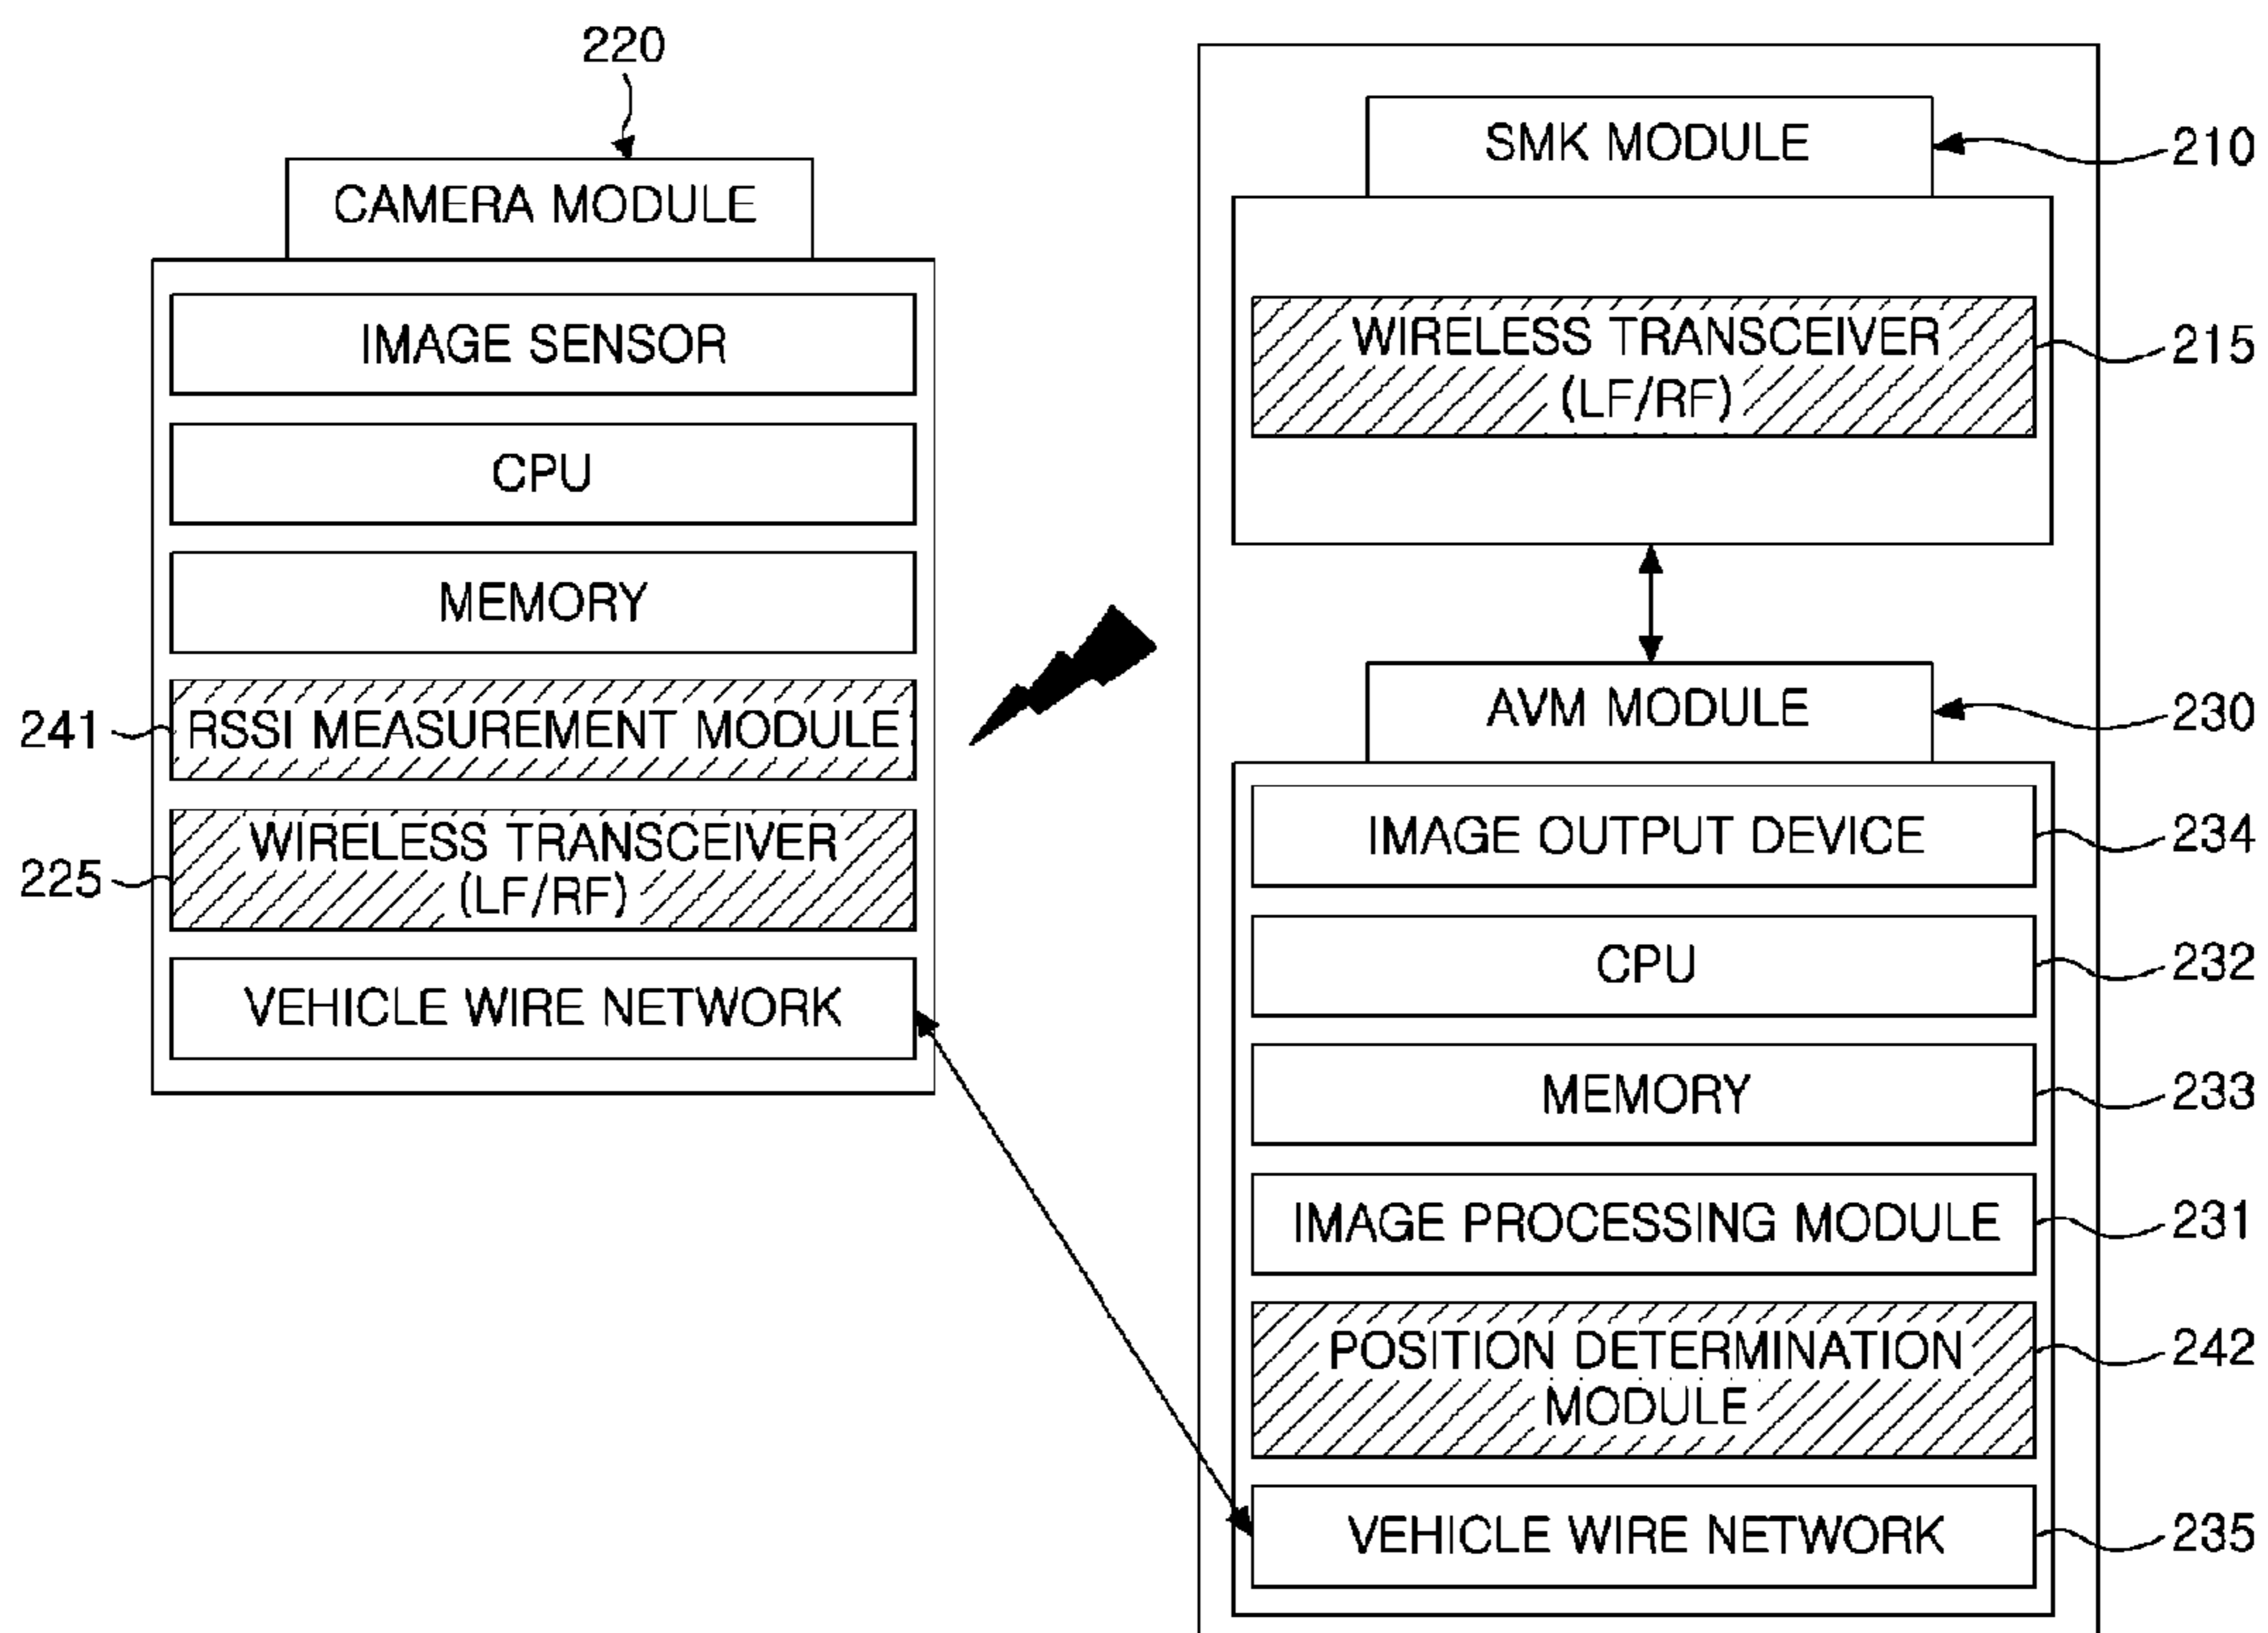 220
CAMERA MODULE
IMAGE SENSOR
CPU
MEMORY
241
RSSI MEASUREMENT MODULE
225
WIRELESS TRANSCEIVER
(LF/RF)
VEHICLE WIRE NETWORK
SMK MODULE
210
WIRELESS TRANSCEIVER
(LF/RF)
215
AVM MODULE
230
IMAGE OUTPUT DEVICE
234
CPU
232
MEMORY
233
IMAGE PROCESSING MODULE
231
POSITION DETERMINATION
MODULE
242
VEHICLE WIRE NETWORK
235